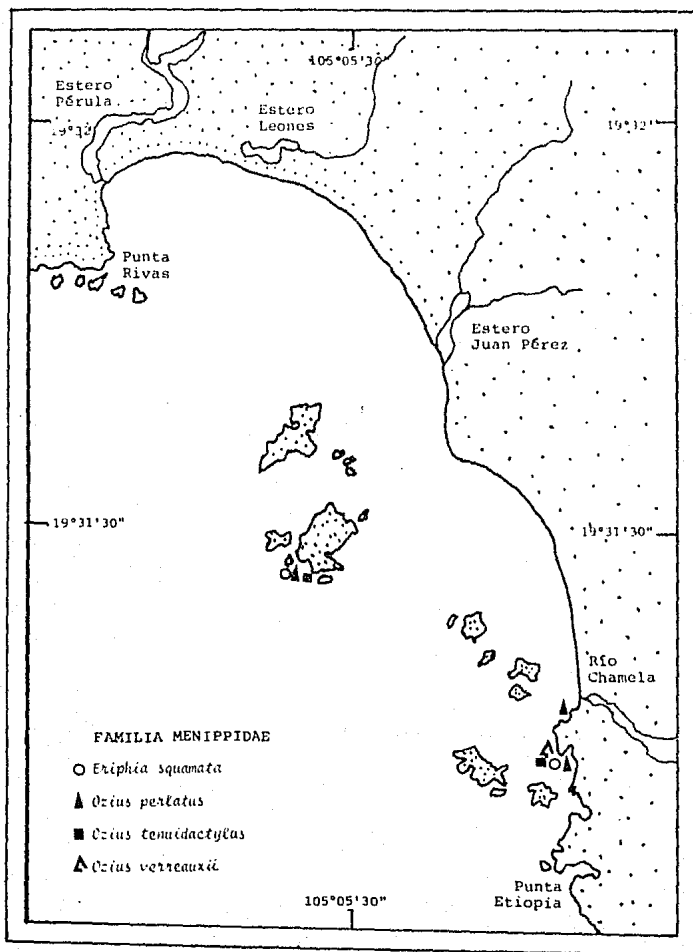 105°05'30"
Estero
Pérula
Estero
Leones
19°32'
19°32'
Punta
Rivas
Estero
Juan Pérez
19°31'30"
19°31'30"
Río
Chamela
FAMILIA MENIPPIDAE
Eriphia squamata
Ozius perlatus
Ozius tenuidactylus
Ozius verreauxii
105°05'30"
Punta
Etiopia